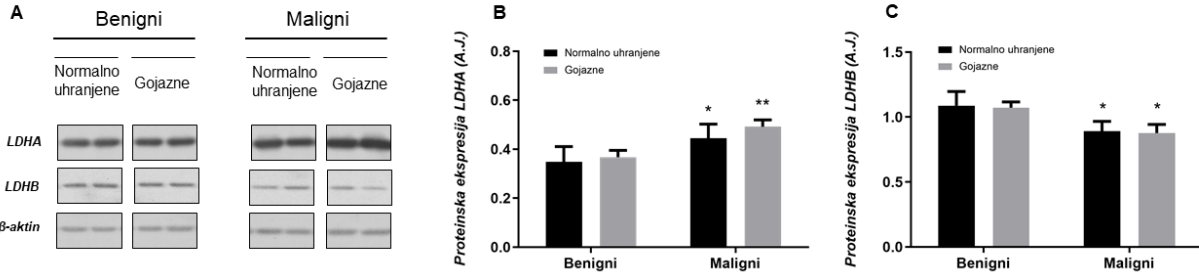 A
Benigni
Maligni
Normalno
uhranjene
Gojazne
Normalno
uhranjene
Gojazne
LDHA
LDHB
β-aktin
B
Proteinska ekspresija LDHA (A.J.)
0.8
0.6
0.4
0.2
0.0
Normalno uhranjene
Gojazne
*
**
Benigni
Maligni
C
Proteinska ekspresija LDHB (A.J.)
1.5
1.0
0.5
0.0
Normalno uhranjene
Gojazne
*
*
Benigni
Maligni